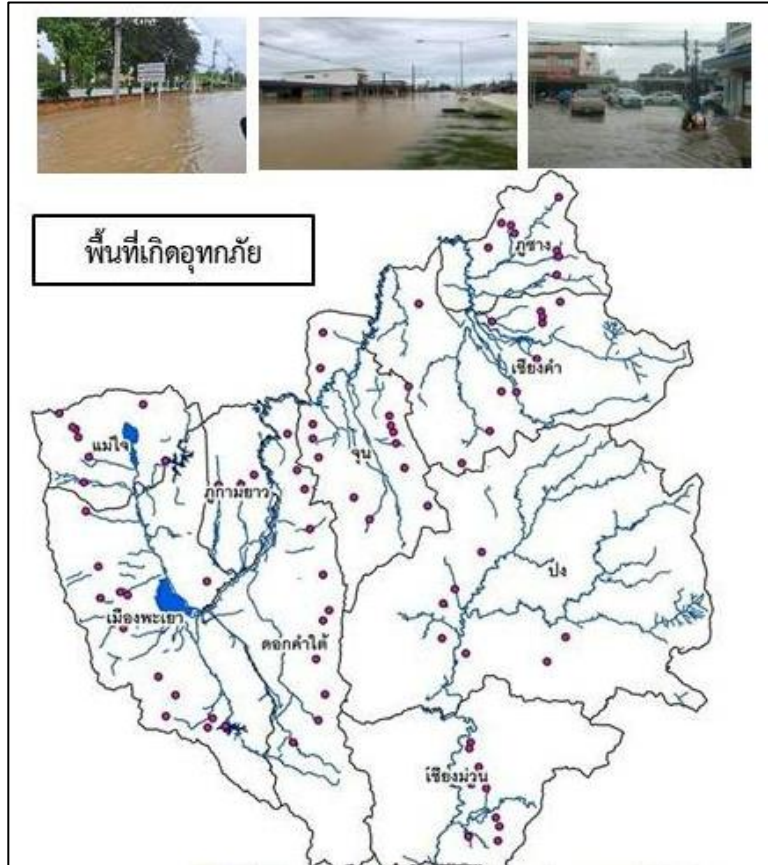 พื้นที่เกิดอุทกภัย
ภูซาง
เชียงคำ
แม่ใจ
จุน
ภูกามยาว
ปง
เมืองพะเยา
ดอกคำใต้
เชียงม่วน